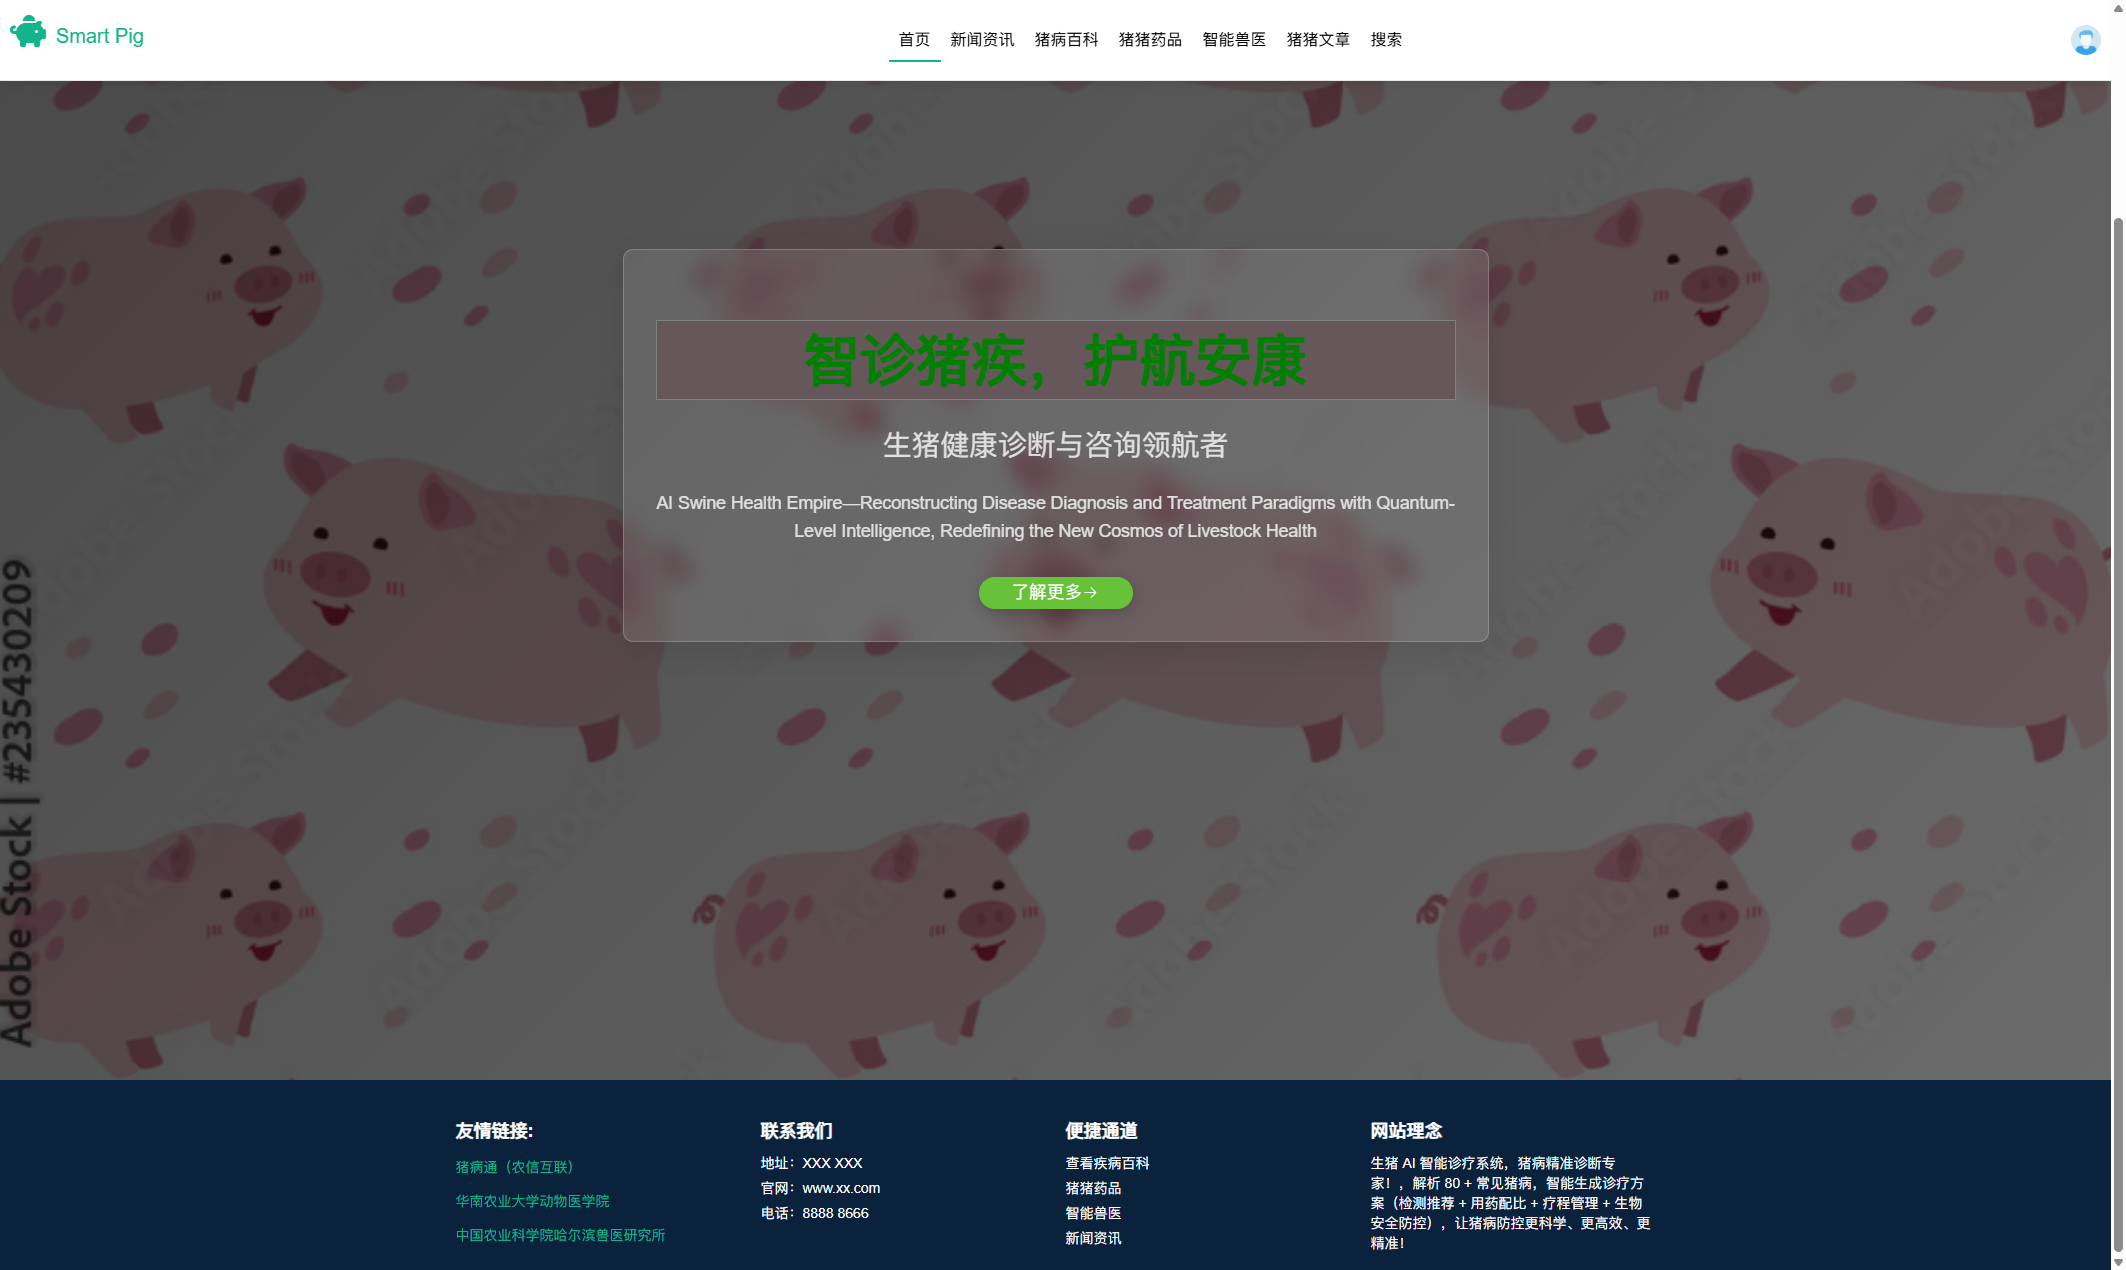 Smart Pig
首页 新闻资讯 猪病百科 猪猪药品 智能兽医 猪猪文章 搜索
智诊猪疾，护航安康
生猪健康诊断与咨询领航者
AI Swine Health Empire—Reconstructing Disease Diagnosis and Treatment Paradigms with Quantum-
Level Intelligence, Redefining the New Cosmos of Livestock Health
了解更多→
Adobe Stock | #235430209
友情链接:
猪病通（农信互联）
华南农业大学动物医学院
中国农业科学院哈尔滨兽医研究所
联系我们
地址：XXX XXX
官网：www.xx.com
电话：8888 8666
便捷通道
查看疾病百科
猪猪药品
智能兽医
新闻资讯
网站理念
生猪 AI 智能诊疗系统，猪病精准诊断专
家！，解析 80 + 常见猪病，智能生成诊疗方
案（检测推荐 + 用药配比 + 疗程管理 + 生物
安全防控），让猪病防控更科学、更高效、更
精准！